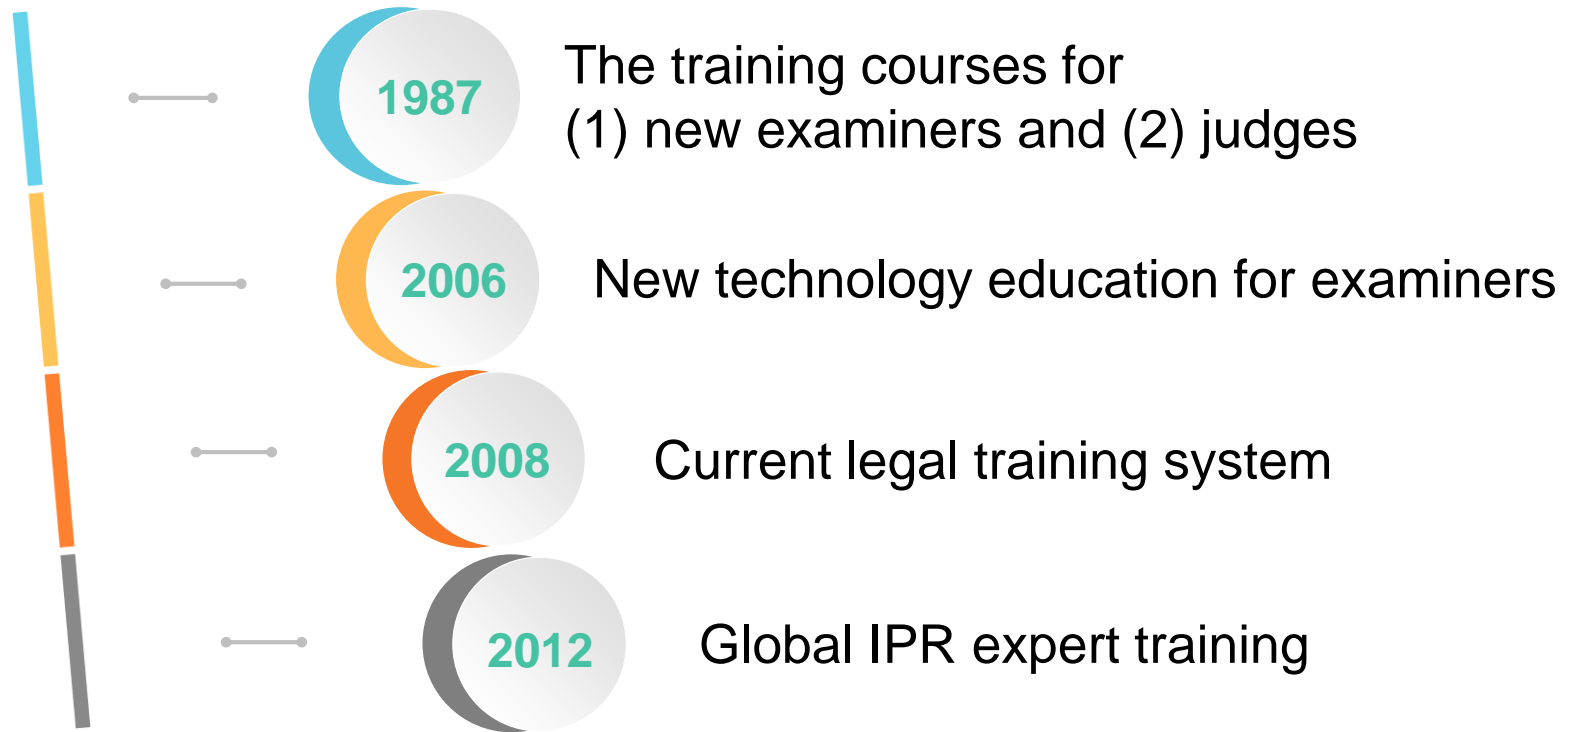 1987
The training courses for
(1) new examiners and (2) judges
2006
New technology education for examiners
2008
Current legal training system
2012
Global IPR expert training